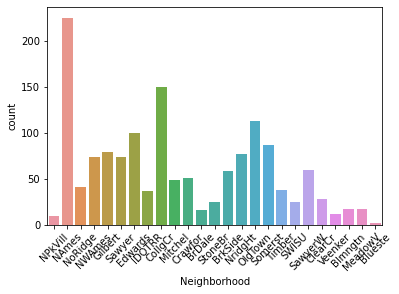 count
200
150
100
50
0
NPkVill
NAmes
NoRidge
NWAmes
Gilbert
Sawyer
Edwards
IDOTRR
CollgCr
Mitchel
Crawfor
BrDale
StoneBr
BrkSide
NridgHt
OldTown
Somerst
Timber
SWISU
SawyerW
ClearCr
Veenker
Blmngtn
MeadowV
Blueste
Neighborhood